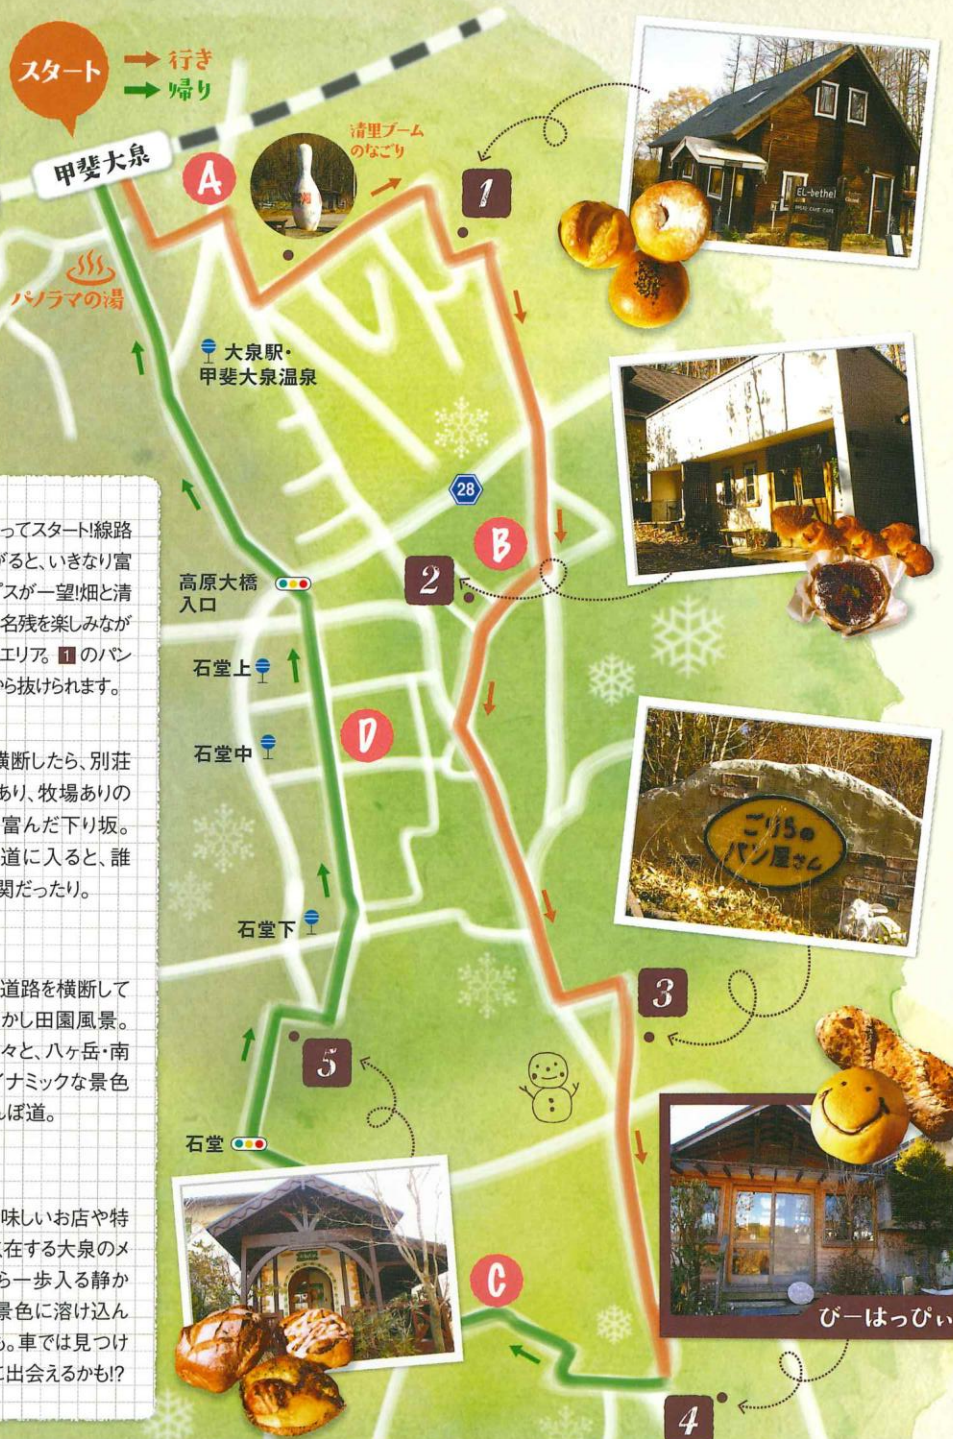 スタート
行き
帰り
甲斐大泉
A
清里ブーム
のなごり
1
EL-bethel
パノラマの湯
大泉駅・
甲斐大泉温泉
28
B
2
高原大橋
入口
石堂上
D
石堂中
ごりらの
パン屋さん
石堂下
3
5
石堂
C
びーはっぴぃ
4
ってスタート!線路
がると、いきなり富
プスが一望!畑と清
名残を楽しみなが
エリア。1のパン
から抜けられます。
横断したら、別荘
あり、牧場ありの
富んだ下り坂。
道に入ると、誰
関だったり。
道路を横断して
かし田園風景。
々と、八ヶ岳・南
イナミックな景色
んぽ道。
味しいお店や特
在する大泉のメ
ら一歩入る静か
景色に溶け込ん
も。車では見つけ
に出会えるかも!?